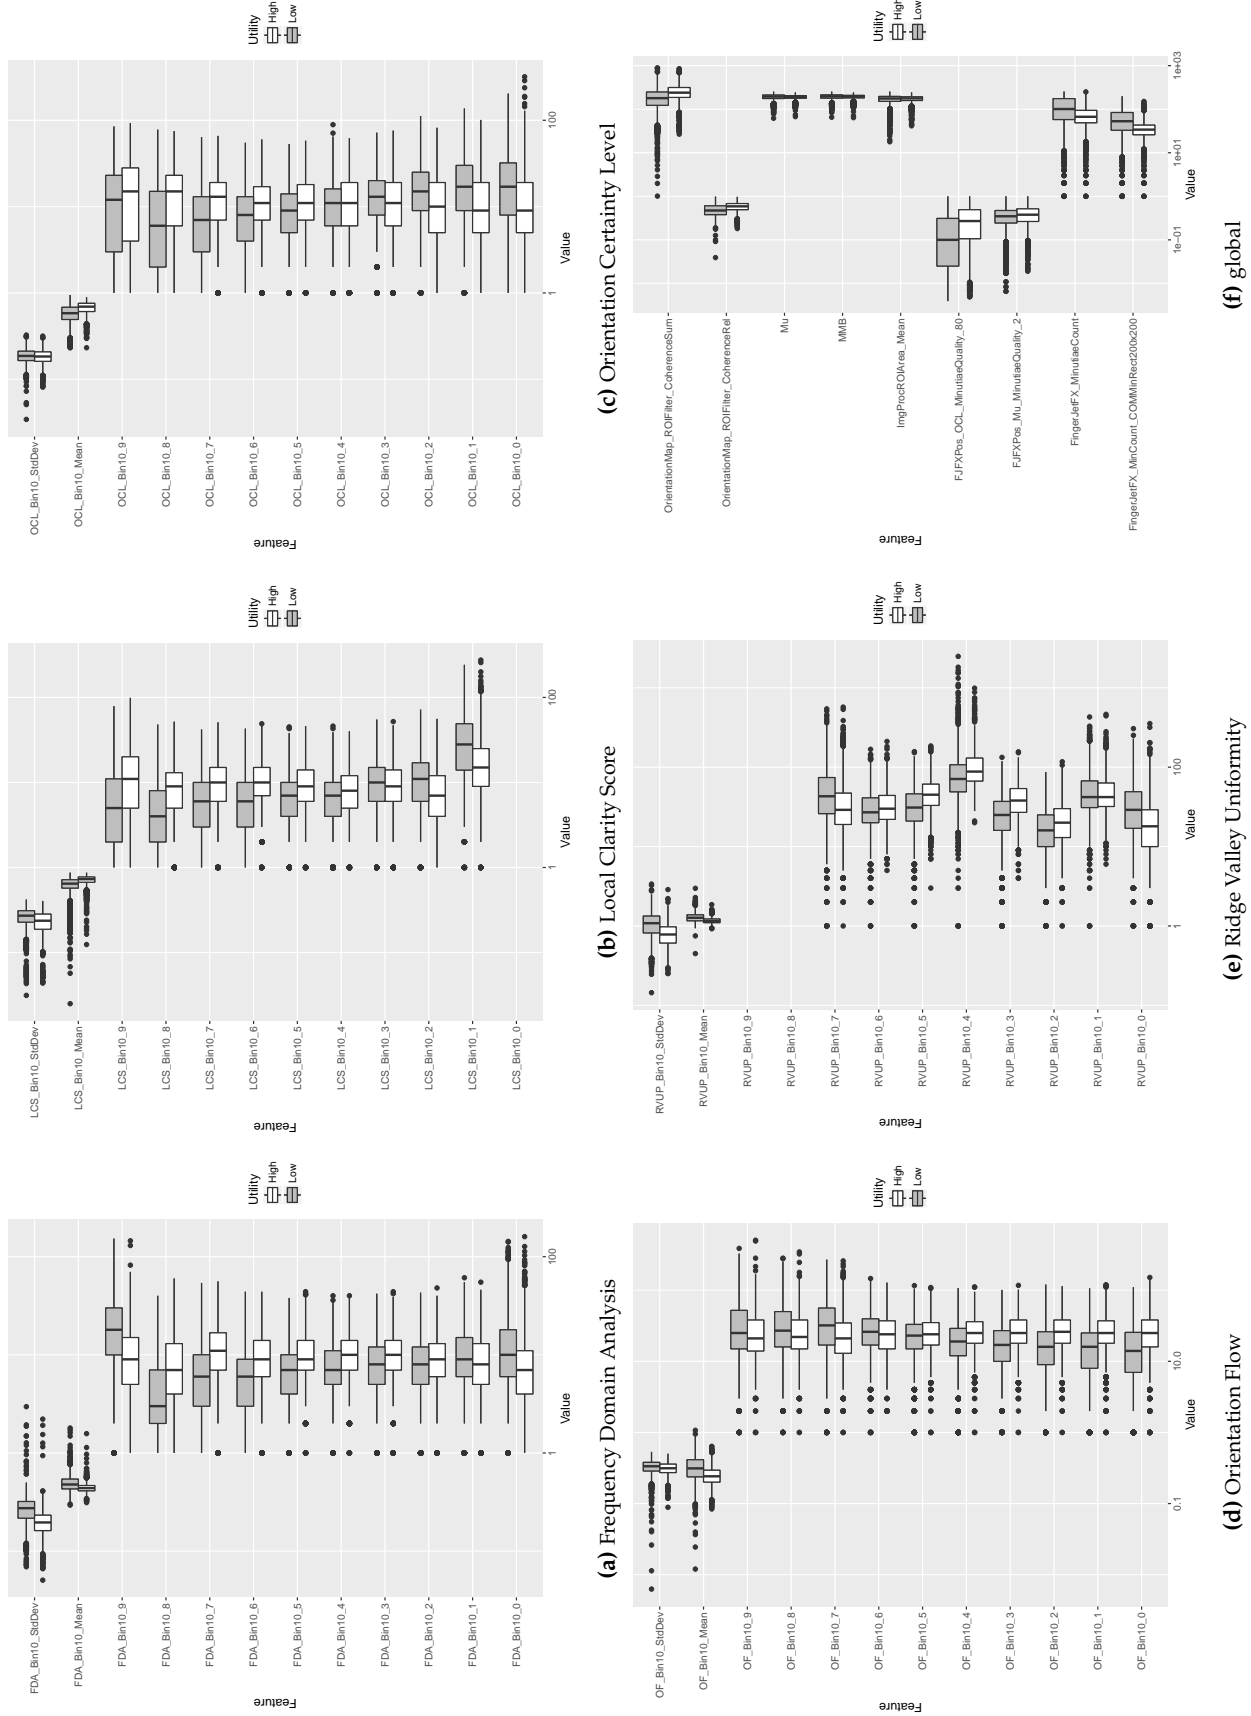 FDA_Bin10_StdDev
FDA_Bin10_Mean
FDA_Bin10_9
FDA_Bin10_8
FDA_Bin10_7
FDA_Bin10_6
FDA_Bin10_5
FDA_Bin10_4
FDA_Bin10_3
FDA_Bin10_2
FDA_Bin10_1
FDA_Bin10_0
Feature
1
100
Value
Utility
High
Low
(a) Frequency Domain Analysis
LCS_Bin10_StdDev
LCS_Bin10_Mean
LCS_Bin10_9
LCS_Bin10_8
LCS_Bin10_7
LCS_Bin10_6
LCS_Bin10_5
LCS_Bin10_4
LCS_Bin10_3
LCS_Bin10_2
LCS_Bin10_1
LCS_Bin10_0
Feature
1
100
Value
Utility
High
Low
(b) Local Clarity Score
OCL_Bin10_StdDev
OCL_Bin10_Mean
OCL_Bin10_9
OCL_Bin10_8
OCL_Bin10_7
OCL_Bin10_6
OCL_Bin10_5
OCL_Bin10_4
OCL_Bin10_3
OCL_Bin10_2
OCL_Bin10_1
OCL_Bin10_0
Feature
1
100
Value
Utility
High
Low
(c) Orientation Certainty Level
OF_Bin10_StdDev
OF_Bin10_Mean
OF_Bin10_9
OF_Bin10_8
OF_Bin10_7
OF_Bin10_6
OF_Bin10_5
OF_Bin10_4
OF_Bin10_3
OF_Bin10_2
OF_Bin10_1
OF_Bin10_0
Feature
0.1
10.0
Value
Utility
High
Low
(d) Orientation Flow
RVUP_Bin10_StdDev
RVUP_Bin10_Mean
RVUP_Bin10_9
RVUP_Bin10_8
RVUP_Bin10_7
RVUP_Bin10_6
RVUP_Bin10_5
RVUP_Bin10_4
RVUP_Bin10_3
RVUP_Bin10_2
RVUP_Bin10_1
RVUP_Bin10_0
Feature
1
100
Value
Utility
High
Low
(e) Ridge Valley Uniformity
OrientationMap_ROIFilter_CoherenceSum
OrientationMap_ROIFilter_CoherenceRel
Mu
MMB
ImgProcROIArea_Mean
FJFXPos_OCL_MinutiaeQuality_80
FJFXPos_Mu_MinutiaeQuality_2
FingerJetFX_MinutiaeCount
FingerJetFX_MinCount_COMMinRect200x200
Feature
1e−01
1e+01
1e+03
Value
Utility
High
Low
(f) global